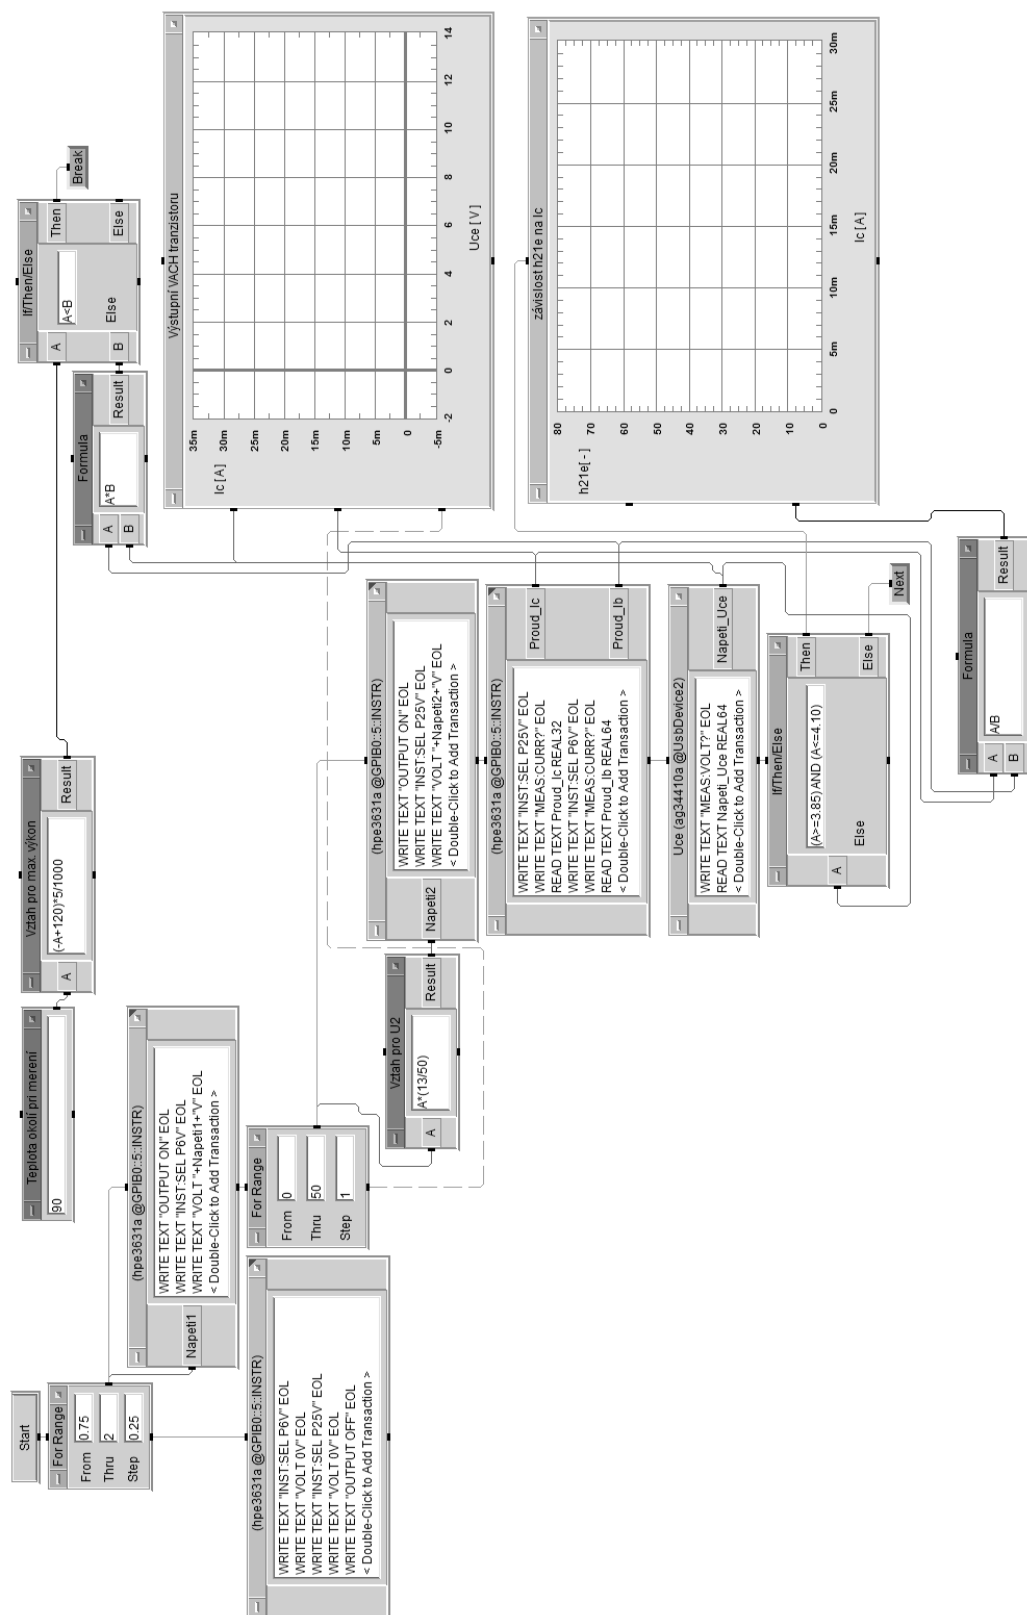 Start
For Range
From 0.75
Thru 2
Step 0.25
(hpe3631a @GPIB0::5::INSTR)
WRITE TEXT "INST:SEL P6V" EOL
WRITE TEXT "VOLT 0V" EOL
WRITE TEXT "INST:SEL P25V" EOL
WRITE TEXT "VOLT 0V" EOL
WRITE TEXT "OUTPUT OFF" EOL
< Double-Click to Add Transaction >
Teplota okolí pri merení
90
Vztah pro max. výkon
A
(-A+120)*5/1000
Result
(hpe3631a @GPIB0::5::INSTR)
Napeti1
WRITE TEXT "OUTPUT ON" EOL
WRITE TEXT "INST:SEL P6V" EOL
WRITE TEXT "VOLT "+Napeti1+"V" EOL
< Double-Click to Add Transaction >
For Range
From 0
Thru 50
Step 1
Vztah pro U2
A
A*(13/50)
Result
(hpe3631a @GPIB0::5::INSTR)
Napeti2
WRITE TEXT "OUTPUT ON" EOL
WRITE TEXT "INST:SEL P25V" EOL
WRITE TEXT "VOLT "+Napeti2+"V" EOL
< Double-Click to Add Transaction >
(hpe3631a @GPIB0::5::INSTR)
WRITE TEXT "INST:SEL P25V" EOL
WRITE TEXT "MEAS:CURR?" EOL
READ TEXT Proud_Ic REAL32
WRITE TEXT "INST:SEL P6V" EOL
WRITE TEXT "MEAS:CURR?" EOL
READ TEXT Proud_Ib REAL64
< Double-Click to Add Transaction >
Proud_Ic
Proud_Ib
Uce (ag34410a @UsbDevice2)
WRITE TEXT "MEAS:VOLT?" EOL
READ TEXT Napeti_Uce REAL64
< Double-Click to Add Transaction >
Napeti_Uce
If/Then/Else
A
(A>=3.85) AND (A<=4.10)
Then
Else
Else
Next
Formula
A
B
A/B
Result
Formula
A
B
A*B
Result
If/Then/Else
A
B
A<B
Then
Else
Else
Break
Výstupní VACH tranzistoru
Ic [ A ]
35m
30m
25m
20m
15m
10m
5m
0
-5m
-2
0
2
4
6
8
10
12
14
Uce [ V ]
závislost h21e na Ic
h21e[ - ]
80
70
60
50
40
30
20
10
0
0
5m
10m
15m
20m
25m
30m
Ic [ A ]